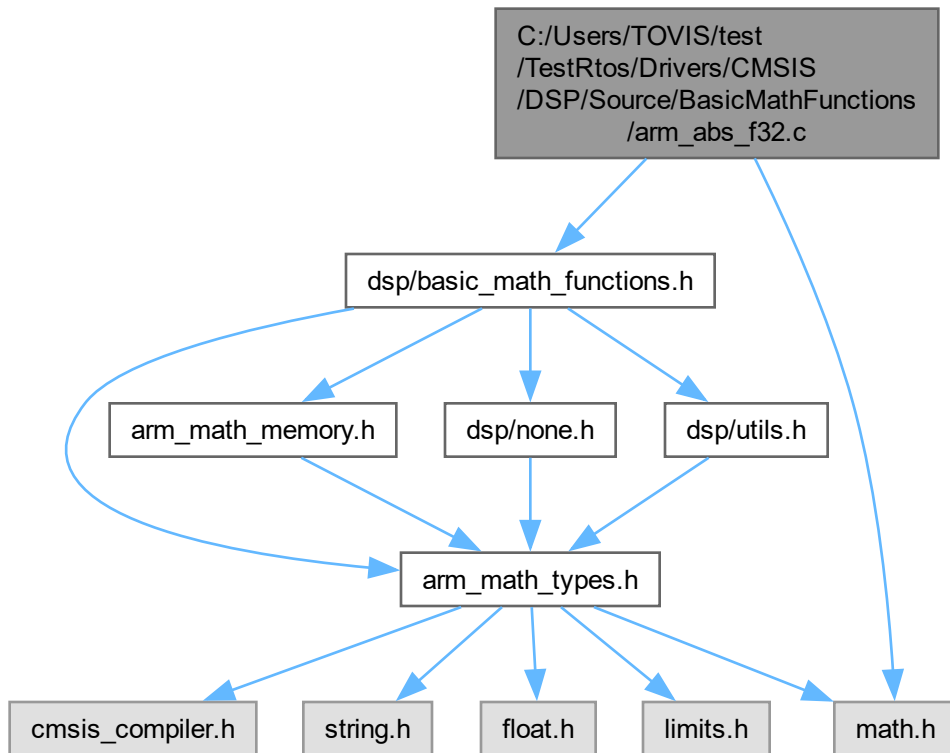 C:/Users/TOVIS/test
/TestRtos/Drivers/CMSIS
/DSP/Source/BasicMathFunctions
/arm_abs_f32.c
dsp/basic_math_functions.h
arm_math_memory.h
dsp/none.h
dsp/utils.h
arm_math_types.h
cmsis_compiler.h
string.h
float.h
limits.h
math.h